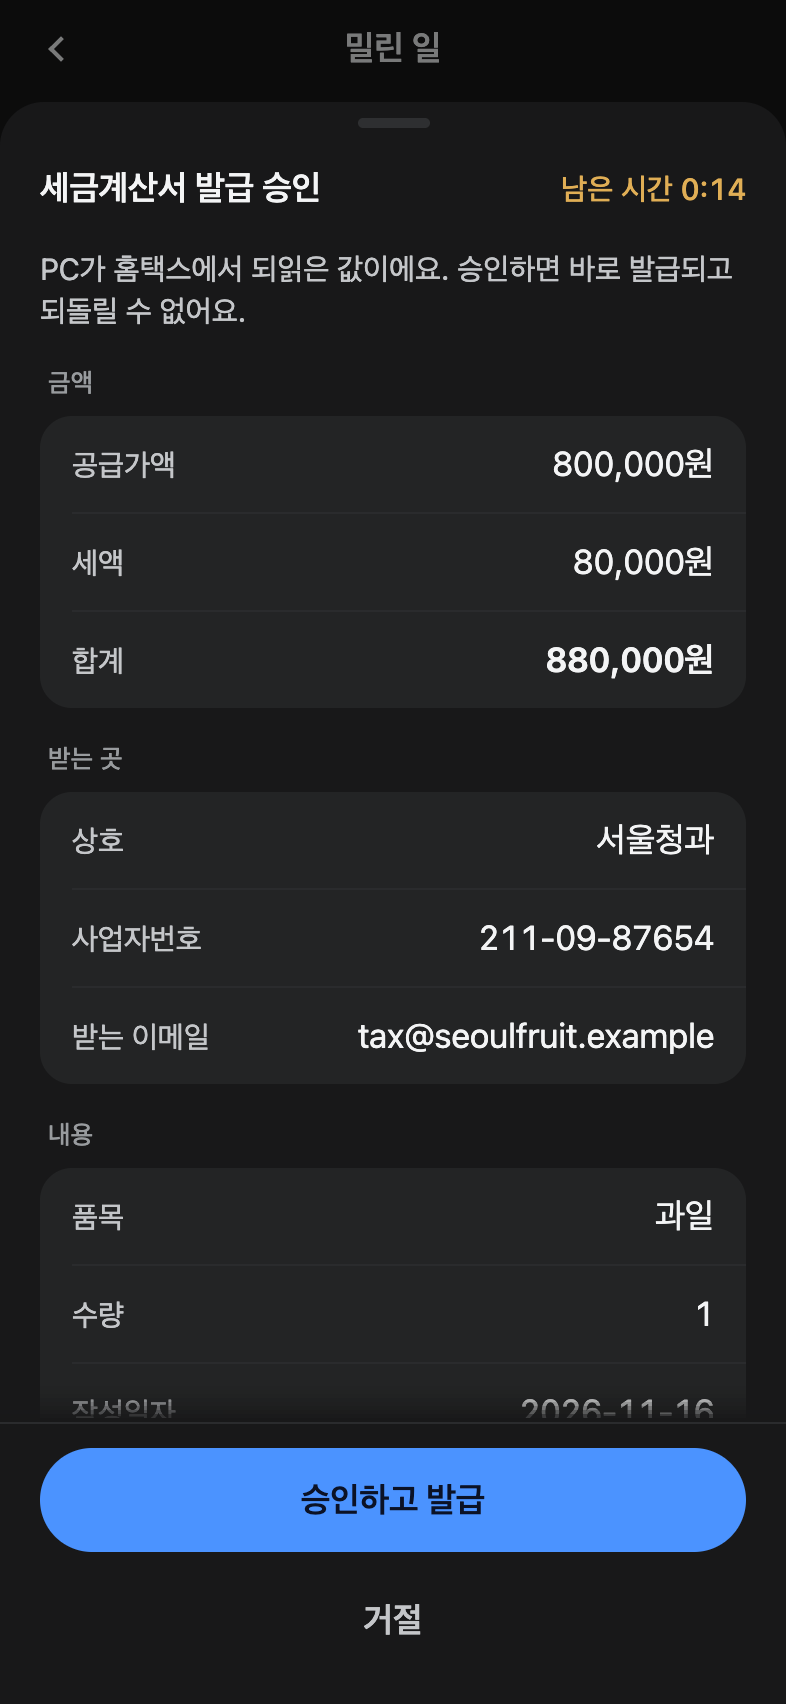 밀린 일
세금계산서 발급 승인
남은 시간 0:14
PC가 홈택스에서 되읽은 값이에요. 승인하면 바로 발급되고
되돌릴 수 없어요.
금액
공급가액
800,000원
세액
80,000원
합계
880,000원
받는 곳
상호
서울청과
사업자번호
211-09-87654
받는 이메일
tax@seoulfruit.example
내용
품목
과일
수량
1
작성일자
2026-11-16
승인하고 발급
거절